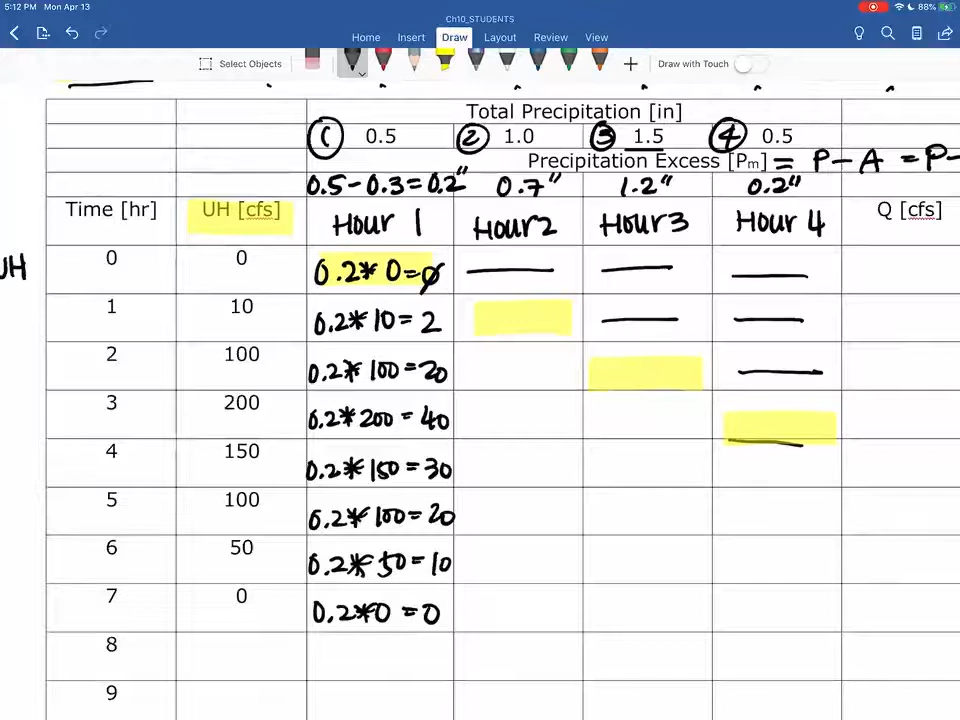 5:12 PM Mon Apr 13
88%
Ch10_STUDENTS
Home Insert Draw Layout Review View
Select Objects
Draw with Touch
Total Precipitation [in]
① 0.5 ② 1.0 ③ 1.5 ④ 0.5
Precipitation Excess [Pm] = P-A = P-
0.5-0.3=0.2" 0.7" 1.2" 0.2"
Time [hr] UH [cfs] Hour 1 Hour 2 Hour 3 Hour 4 Q [cfs]
UH 0 0 0.2*0=0 — — —
1 10 0.2*10=2 — —
2 100 0.2*100=20 —
3 200 0.2*200=40
4 150 0.2*150=30
5 100 0.2*100=20
6 50 0.2*50=10
7 0 0.2*0=0
8
9